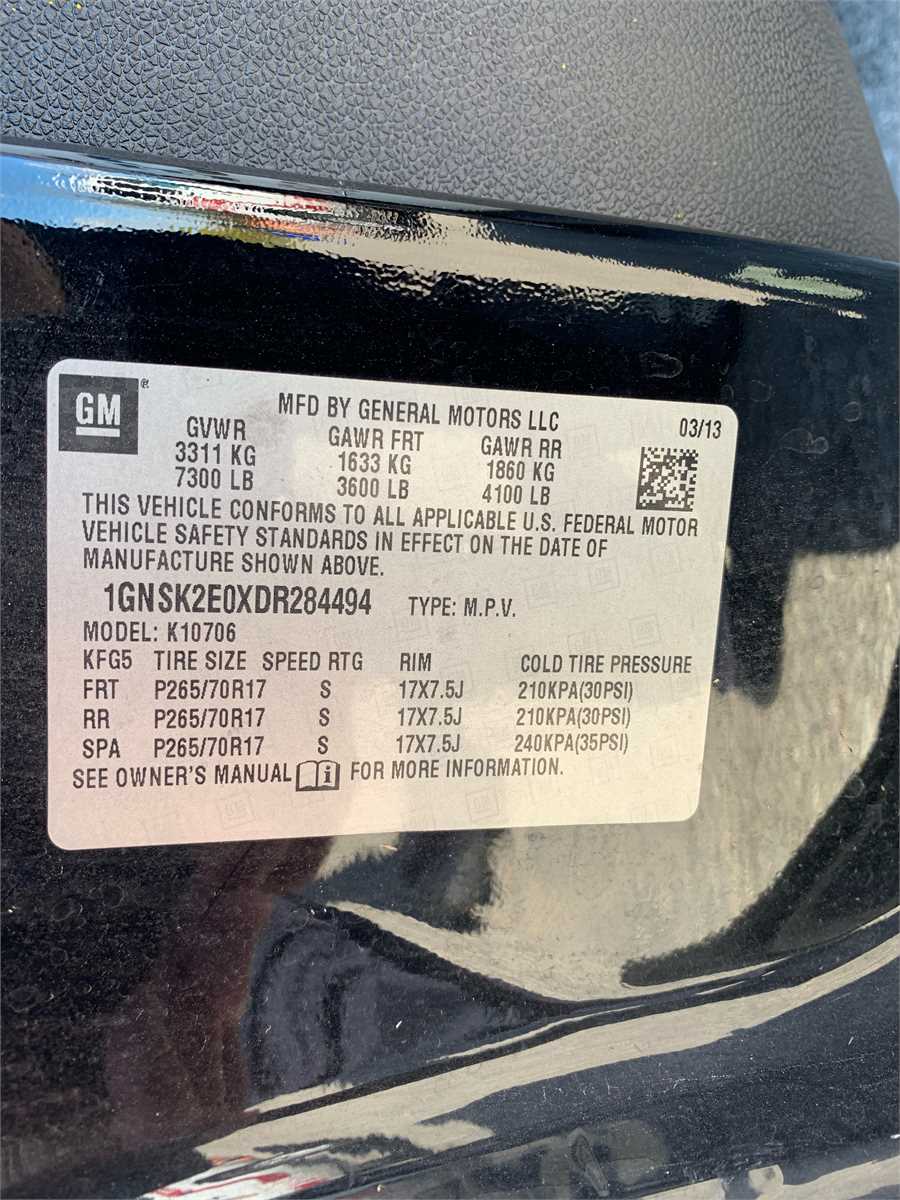 GM
®
MFD BY GENERAL MOTORS LLC
03/13
GVWR GAWR FRT GAWR RR
3311 KG 1633 KG 1860 KG
7300 LB 3600 LB 4100 LB
THIS VEHICLE CONFORMS TO ALL APPLICABLE U.S. FEDERAL MOTOR
VEHICLE SAFETY STANDARDS IN EFFECT ON THE DATE OF
MANUFACTURE SHOWN ABOVE.
1GNSK2E0XDR284494 TYPE: M.P.V.
MODEL: K10706
KFG5 TIRE SIZE SPEED RTG RIM COLD TIRE PRESSURE
FRT P265/70R17 S 17X7.5J 210KPA(30PSI)
RR P265/70R17 S 17X7.5J 210KPA(30PSI)
SPA P265/70R17 S 17X7.5J 240KPA(35PSI)
SEE OWNER'S MANUAL i FOR MORE INFORMATION.